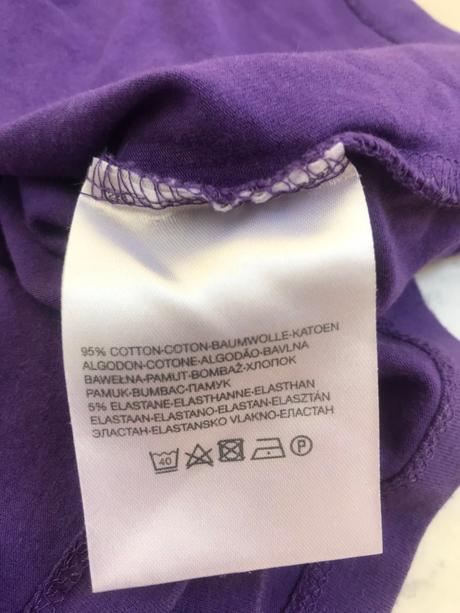 95% COTTON·COTON·BAUMWOLLE·KATOEN
ALGODON·COTONE·ALGODÃO·BAVLNA
BAWEŁNA·PAMUT·BOMBAŽ·ХЛОПОК
PAMUK·BUMBAC·ПАМУК
5% ELASTANE·ELASTHANNE·ELASTHAN
ELASTAAN·ELASTANO·ELASTAN·ELASZTÁN
ЭЛАСТАН·ELASTANSKO VLAKNO·ЕЛАСТАН
40 P